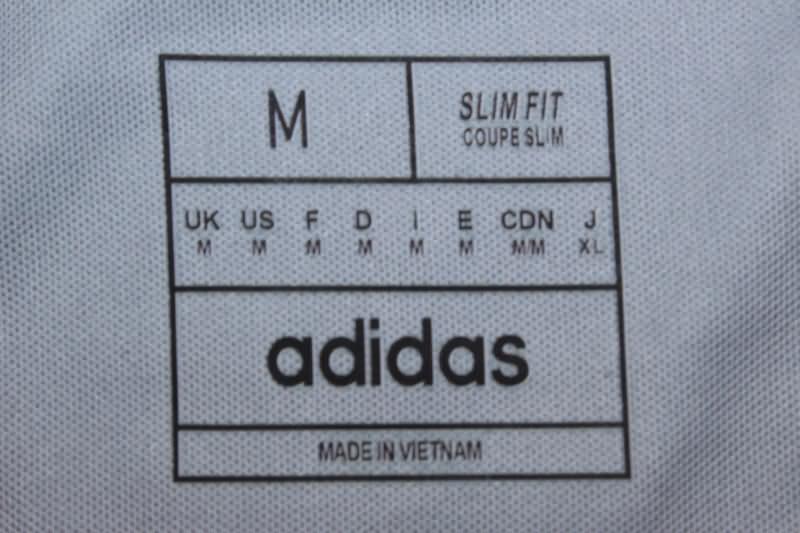 M
SLIM FIT
COUPE SLIM
UK US F D I E CDN J
M M M M M M M/M XL
adidas
MADE IN VIETNAM